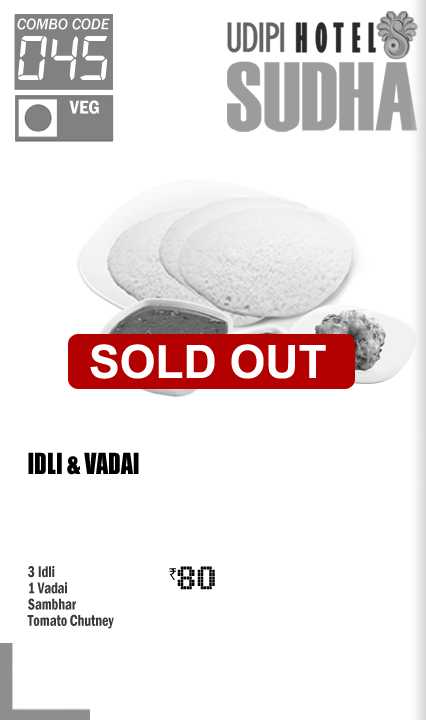 COMBO CODE
045
VEG
UDIPI HOTEL
SUDHA
SOLD OUT
IDLI & VADAI
3 Idli
1 Vadai
Sambhar
Tomato Chutney
₹80